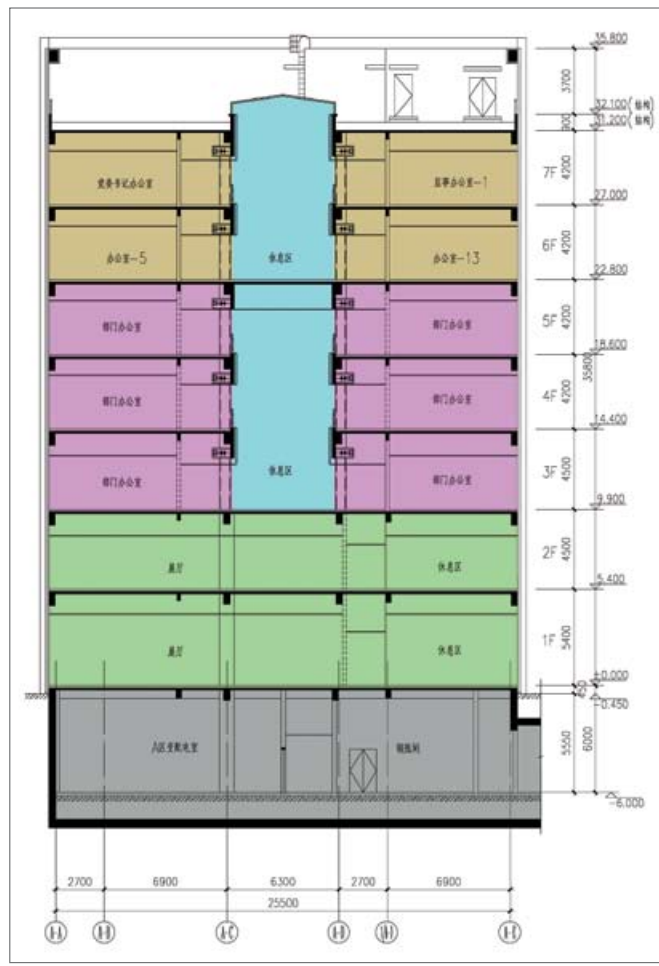 35.800
3700
32.100(结构)
900
31.200(结构)
党委书记办公室
监事办公室-1
7F
4200
27.000
办公室-5
休息区
办公室-13
6F
4200
22.800
部门办公室
部门办公室
5F
4200
18.600
35800
部门办公室
部门办公室
4F
4200
14.400
部门办公室
休息区
部门办公室
3F
4500
9.900
展厅
休息区
2F
4500
5.400
展厅
休息区
1F
5400
±0.000
450
-0.450
A区变配电室
5550
6000
-6.000
2700
6900
6300
2700
6900
25500
A-A
A-B
A-C
A-D
1/A-D
A-E